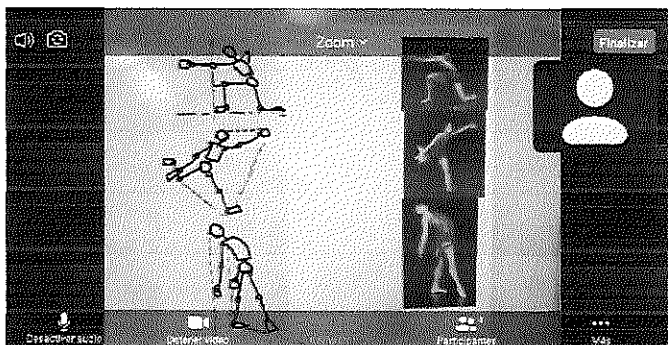 Zoom
Finalizar
Desactivar audio
Detener video
Participantes
Más